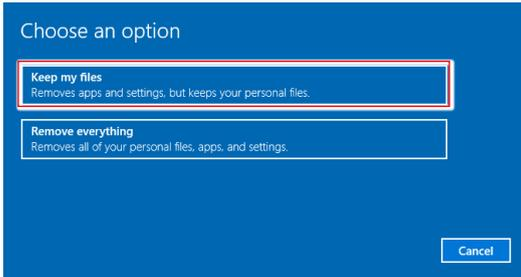 Choose an option
Keep my files
Removes apps and settings, but keeps your personal files.
Remove everything
Removes all of your personal files, apps, and settings.
Cancel